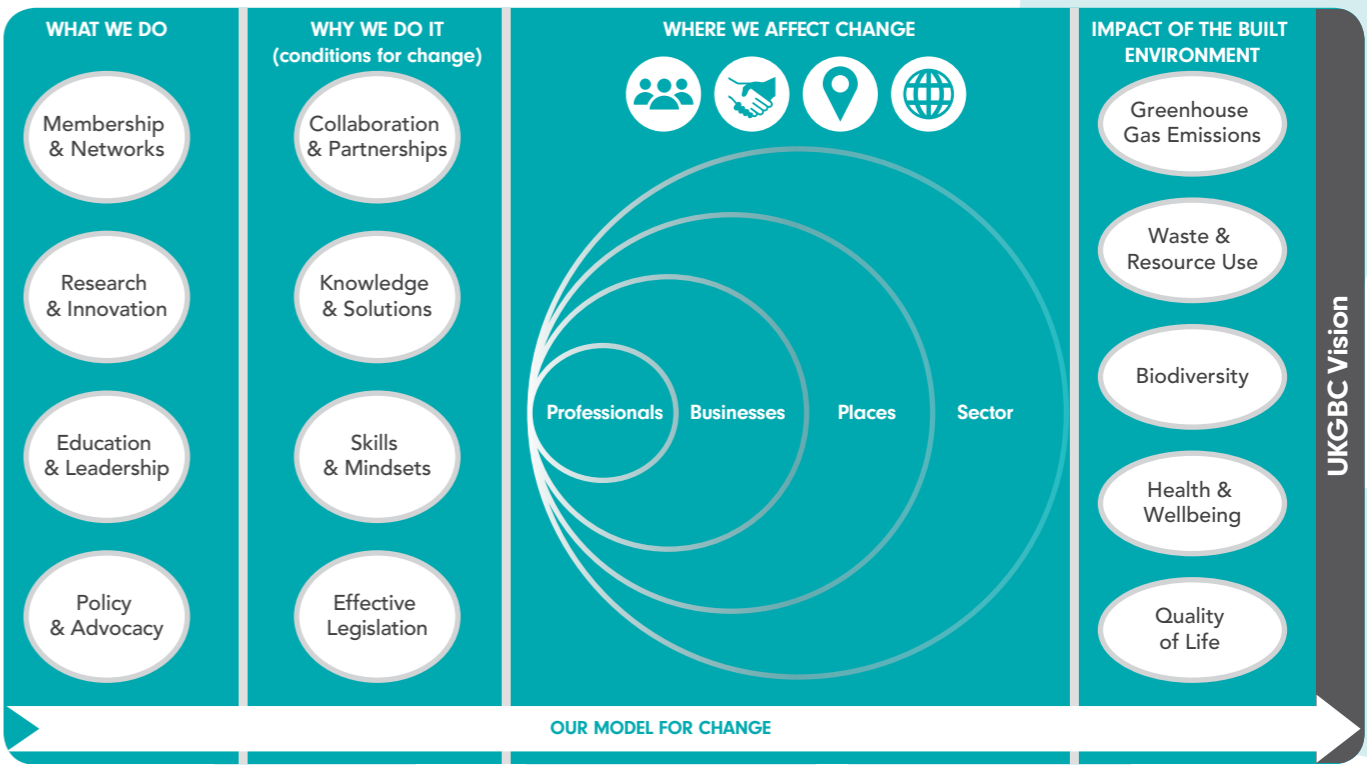 WHAT WE DO
Membership
& Networks
Research
& Innovation
Education
& Leadership
Policy
& Advocacy
WHY WE DO IT
(conditions for change)
Collaboration
& Partnerships
Knowledge
& Solutions
Skills
& Mindsets
Effective
Legislation
WHERE WE AFFECT CHANGE
Professionals
Businesses
Places
Sector
IMPACT OF THE BUILT
ENVIRONMENT
Greenhouse
Gas Emissions
Waste &
Resource Use
Biodiversity
Health &
Wellbeing
Quality
of Life
UKGBC Vision
OUR MODEL FOR CHANGE